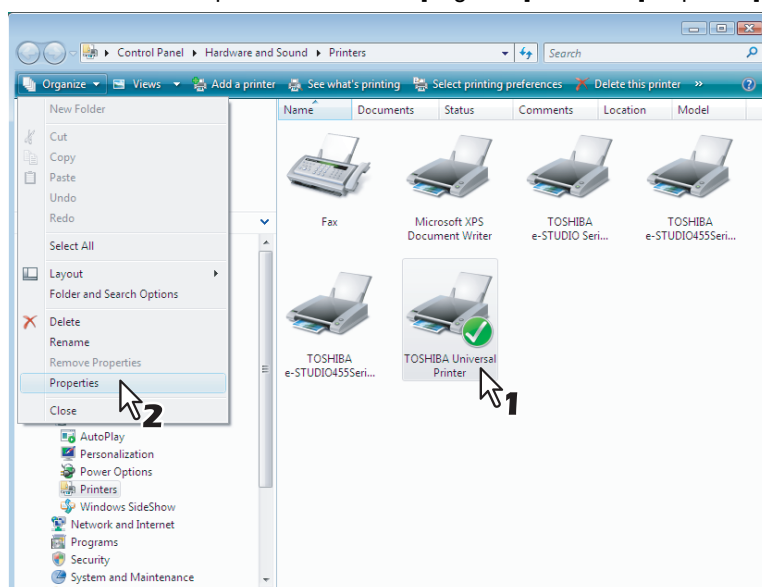 Control Panel
Hardware and Sound
Printers
Search
Organize
Views
Add a printer
See what's printing
Select printing preferences
Delete this printer
»
?
Name
Documents
Status
Comments
Location
Model
New Folder
Cut
Copy
Paste
Undo
Redo
Select All
Layout
Folder and Search Options
Delete
Rename
Remove Properties
Properties
Close
2
Fax
Microsoft XPS
Document Writer
TOSHIBA
e-STUDIO Seri...
TOSHIBA
e-STUDIO455Seri...
TOSHIBA
e-STUDIO455Seri...
TOSHIBA Universal
Printer
1
AutoPlay
Personalization
Power Options
Printers
Windows SideShow
Network and Internet
Programs
Security
System and Maintenance